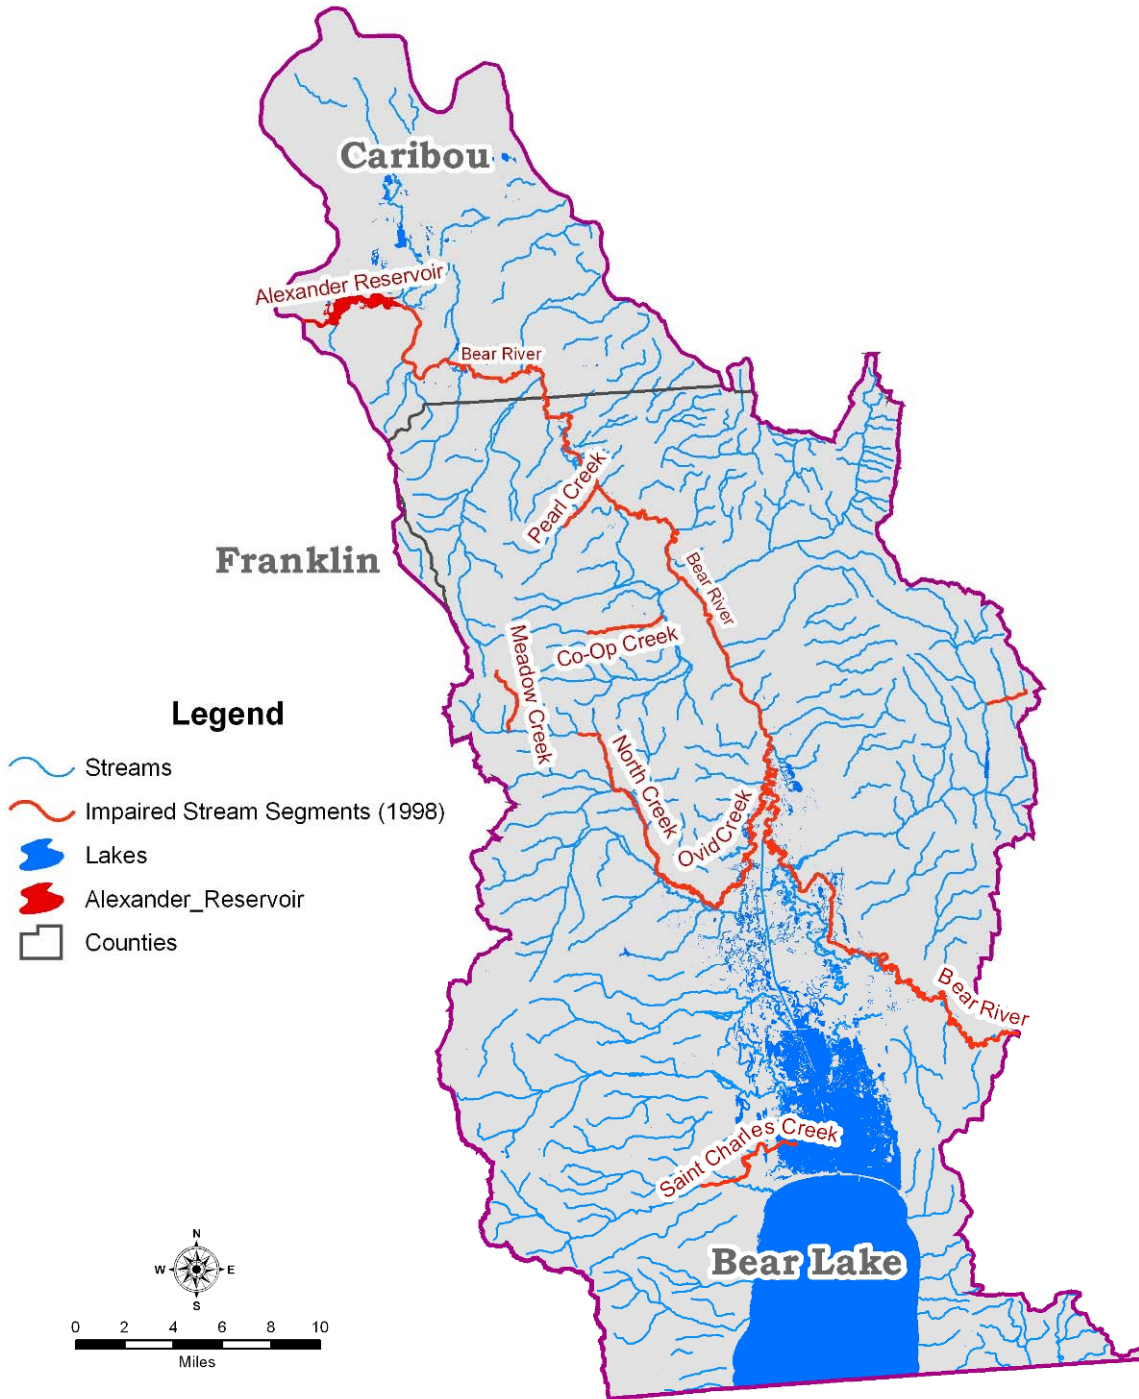 Caribou
Alexander Reservoir
Bear River
Pearl Creek
Franklin
Bear River
Co-Op Creek
Meadow Creek
North Creek
Ovid Creek
Legend
Streams
Impaired Stream Segments (1998)
Lakes
Alexander_Reservoir
Counties
Bear River
Saint Charles Creek
Bear Lake
N
W E
S
0 2 4 6 8 10
Miles